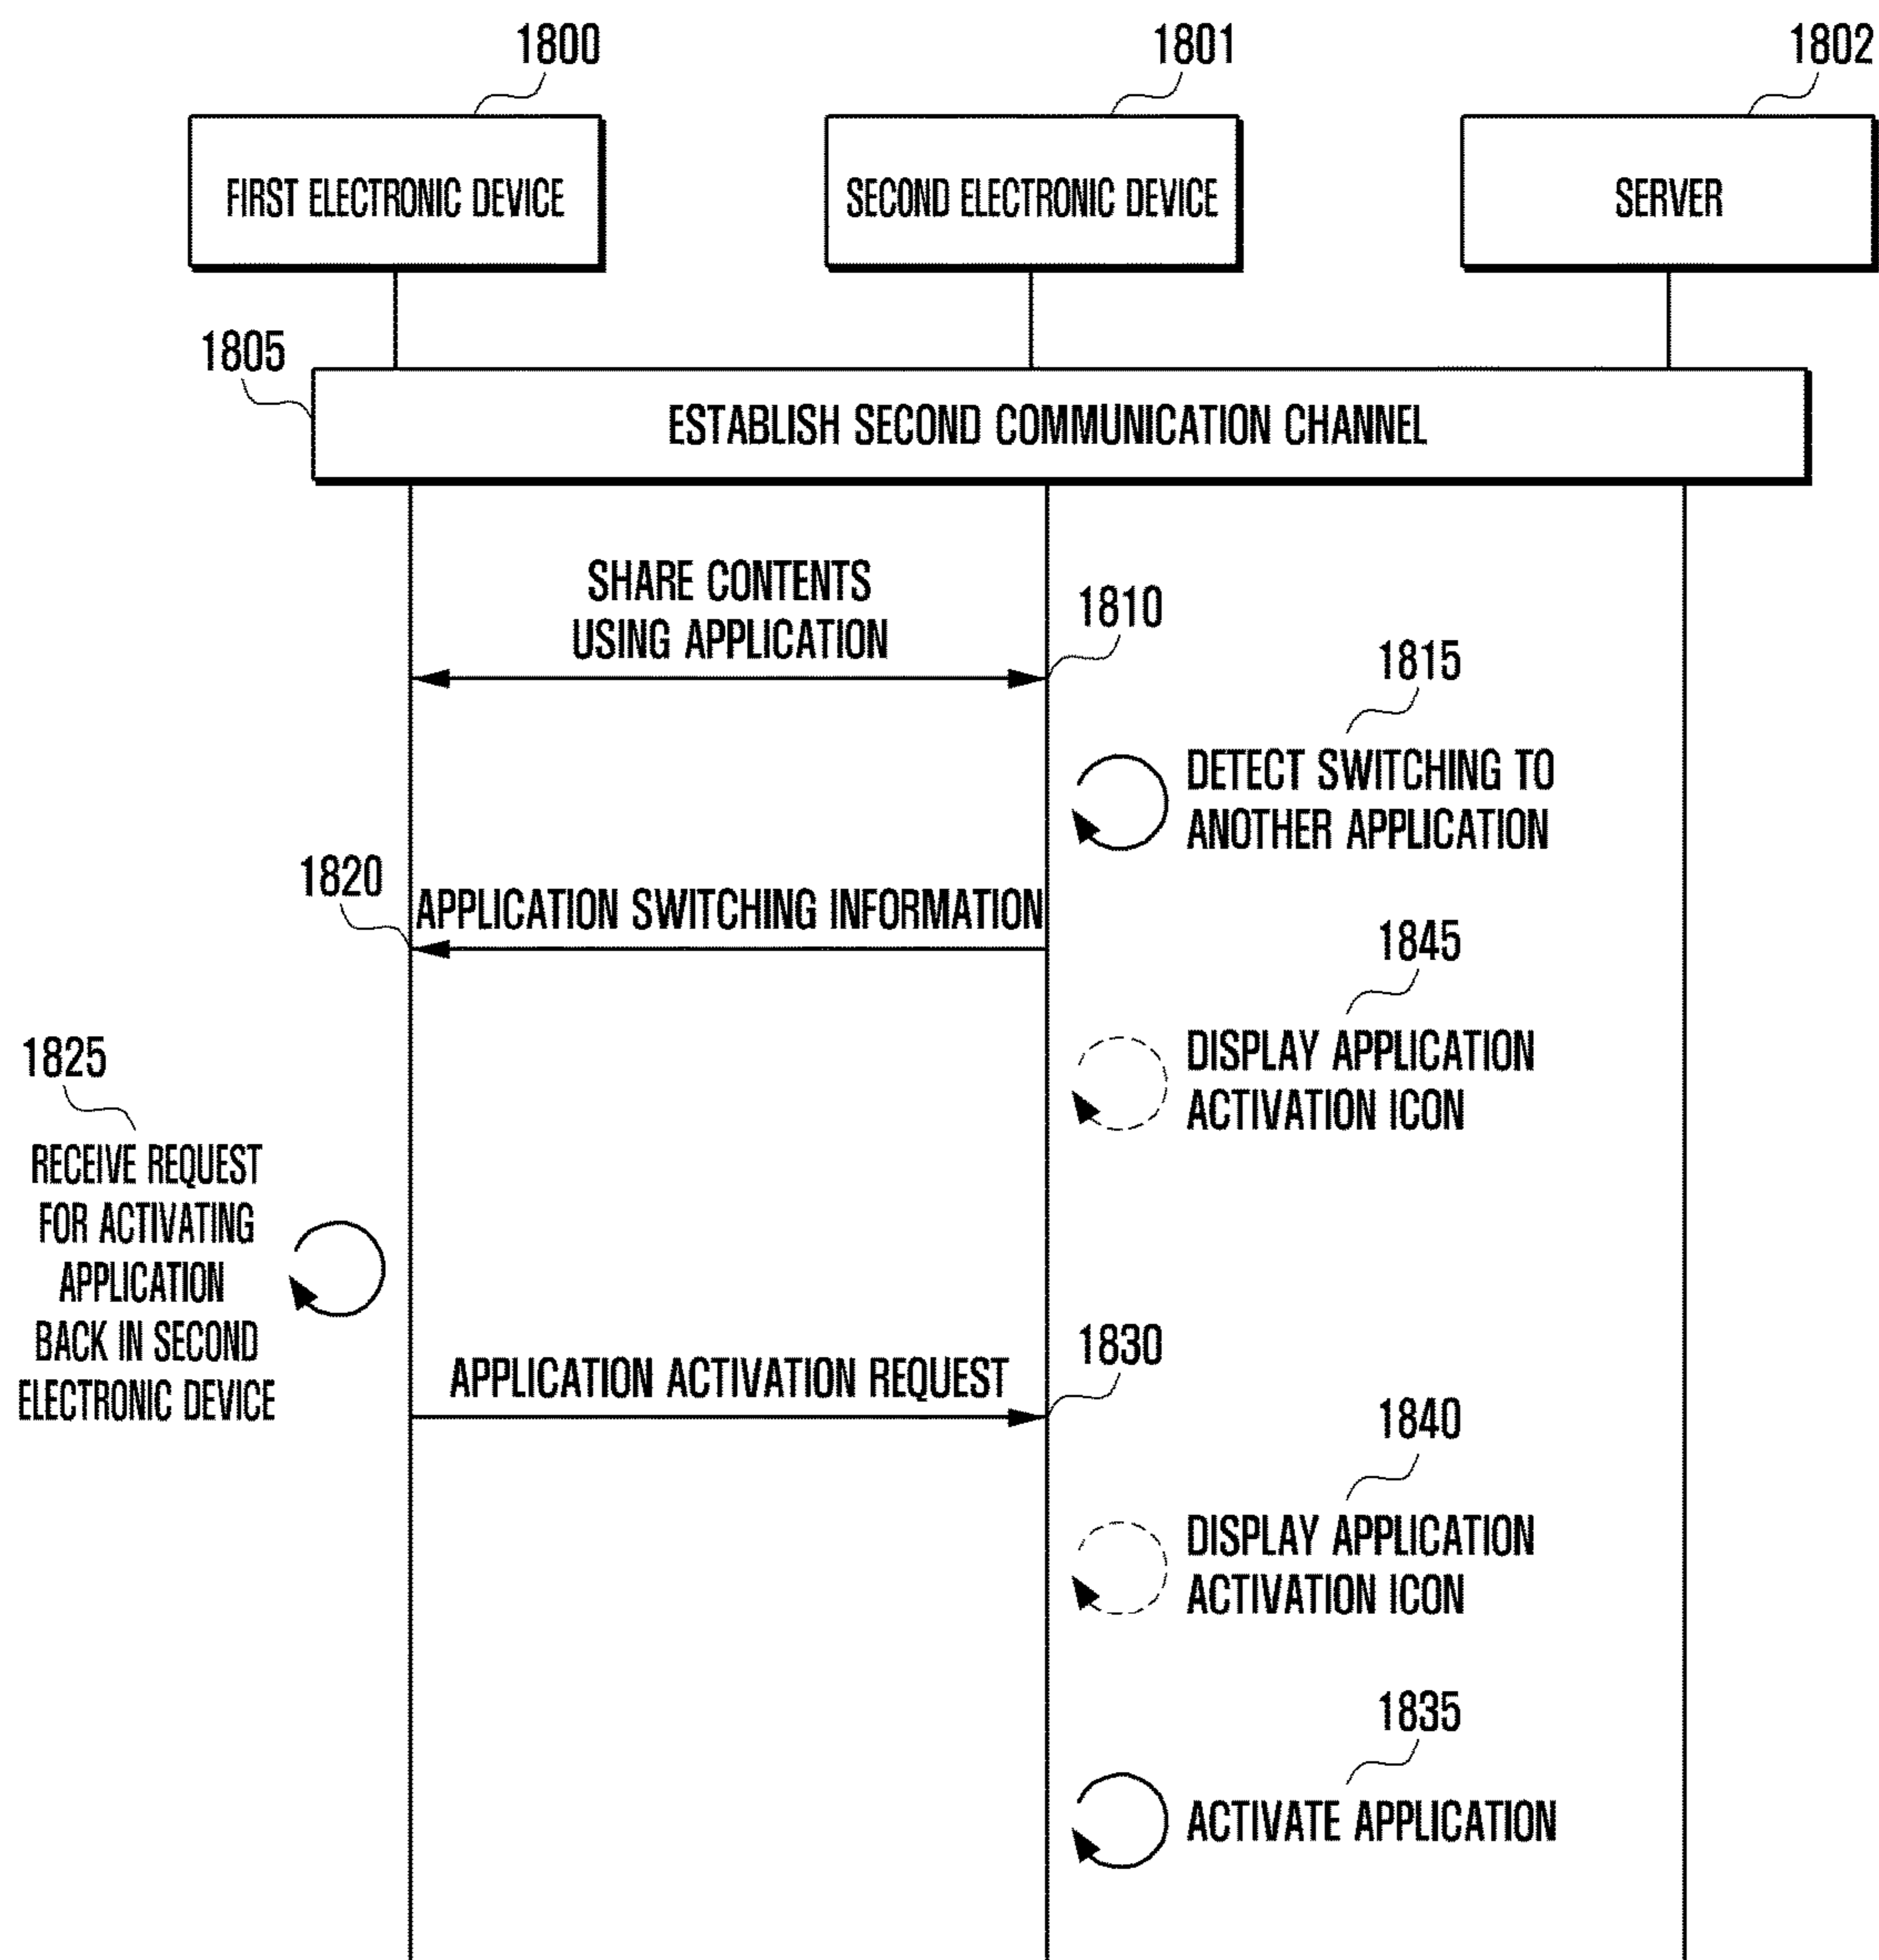 1800
1801
1802
FIRST ELECTRONIC DEVICE
SECOND ELECTRONIC DEVICE
SERVER
1805
ESTABLISH SECOND COMMUNICATION CHANNEL
SHARE CONTENTS
USING APPLICATION
1810
1815
DETECT SWITCHING TO
ANOTHER APPLICATION
1820
APPLICATION SWITCHING INFORMATION
1845
DISPLAY APPLICATION
ACTIVATION ICON
1825
RECEIVE REQUEST
FOR ACTIVATING
APPLICATION
BACK IN SECOND
ELECTRONIC DEVICE
APPLICATION ACTIVATION REQUEST
1830
1840
DISPLAY APPLICATION
ACTIVATION ICON
1835
ACTIVATE APPLICATION